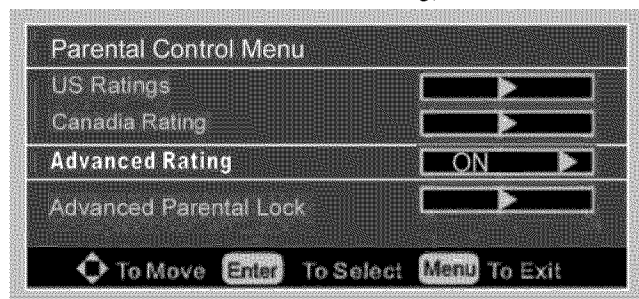 Parental Control Menu
US Ratings
Canadia Rating
Advanced Rating ON
Advanced Parental Lock
To Move Enter To Select Menu To Exit